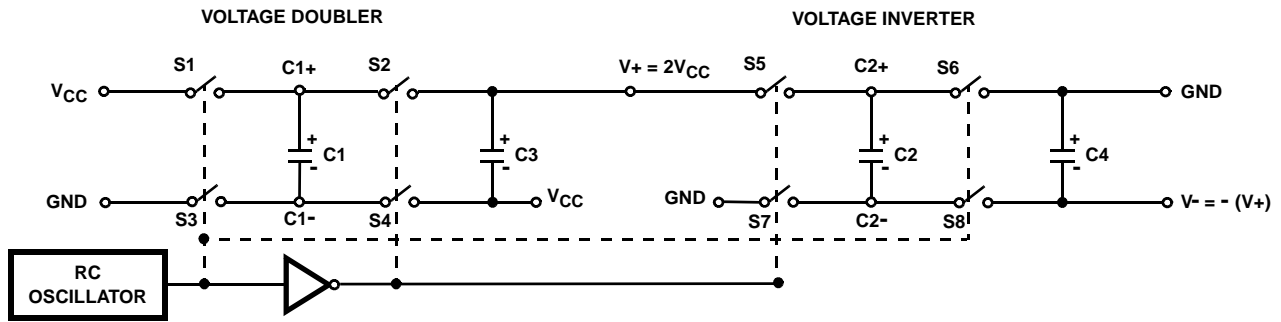 VOLTAGE DOUBLER
VOLTAGE INVERTER
S1
C1+
S2
V+ = 2VCC
S5
C2+
S6
VCC
GND
+
-
C1
+
-
C3
+
-
C2
+
-
C4
GND
S3
C1-
S4
VCC
GND
S7
C2-
S8
V- = - (V+)
RC
OSCILLATOR